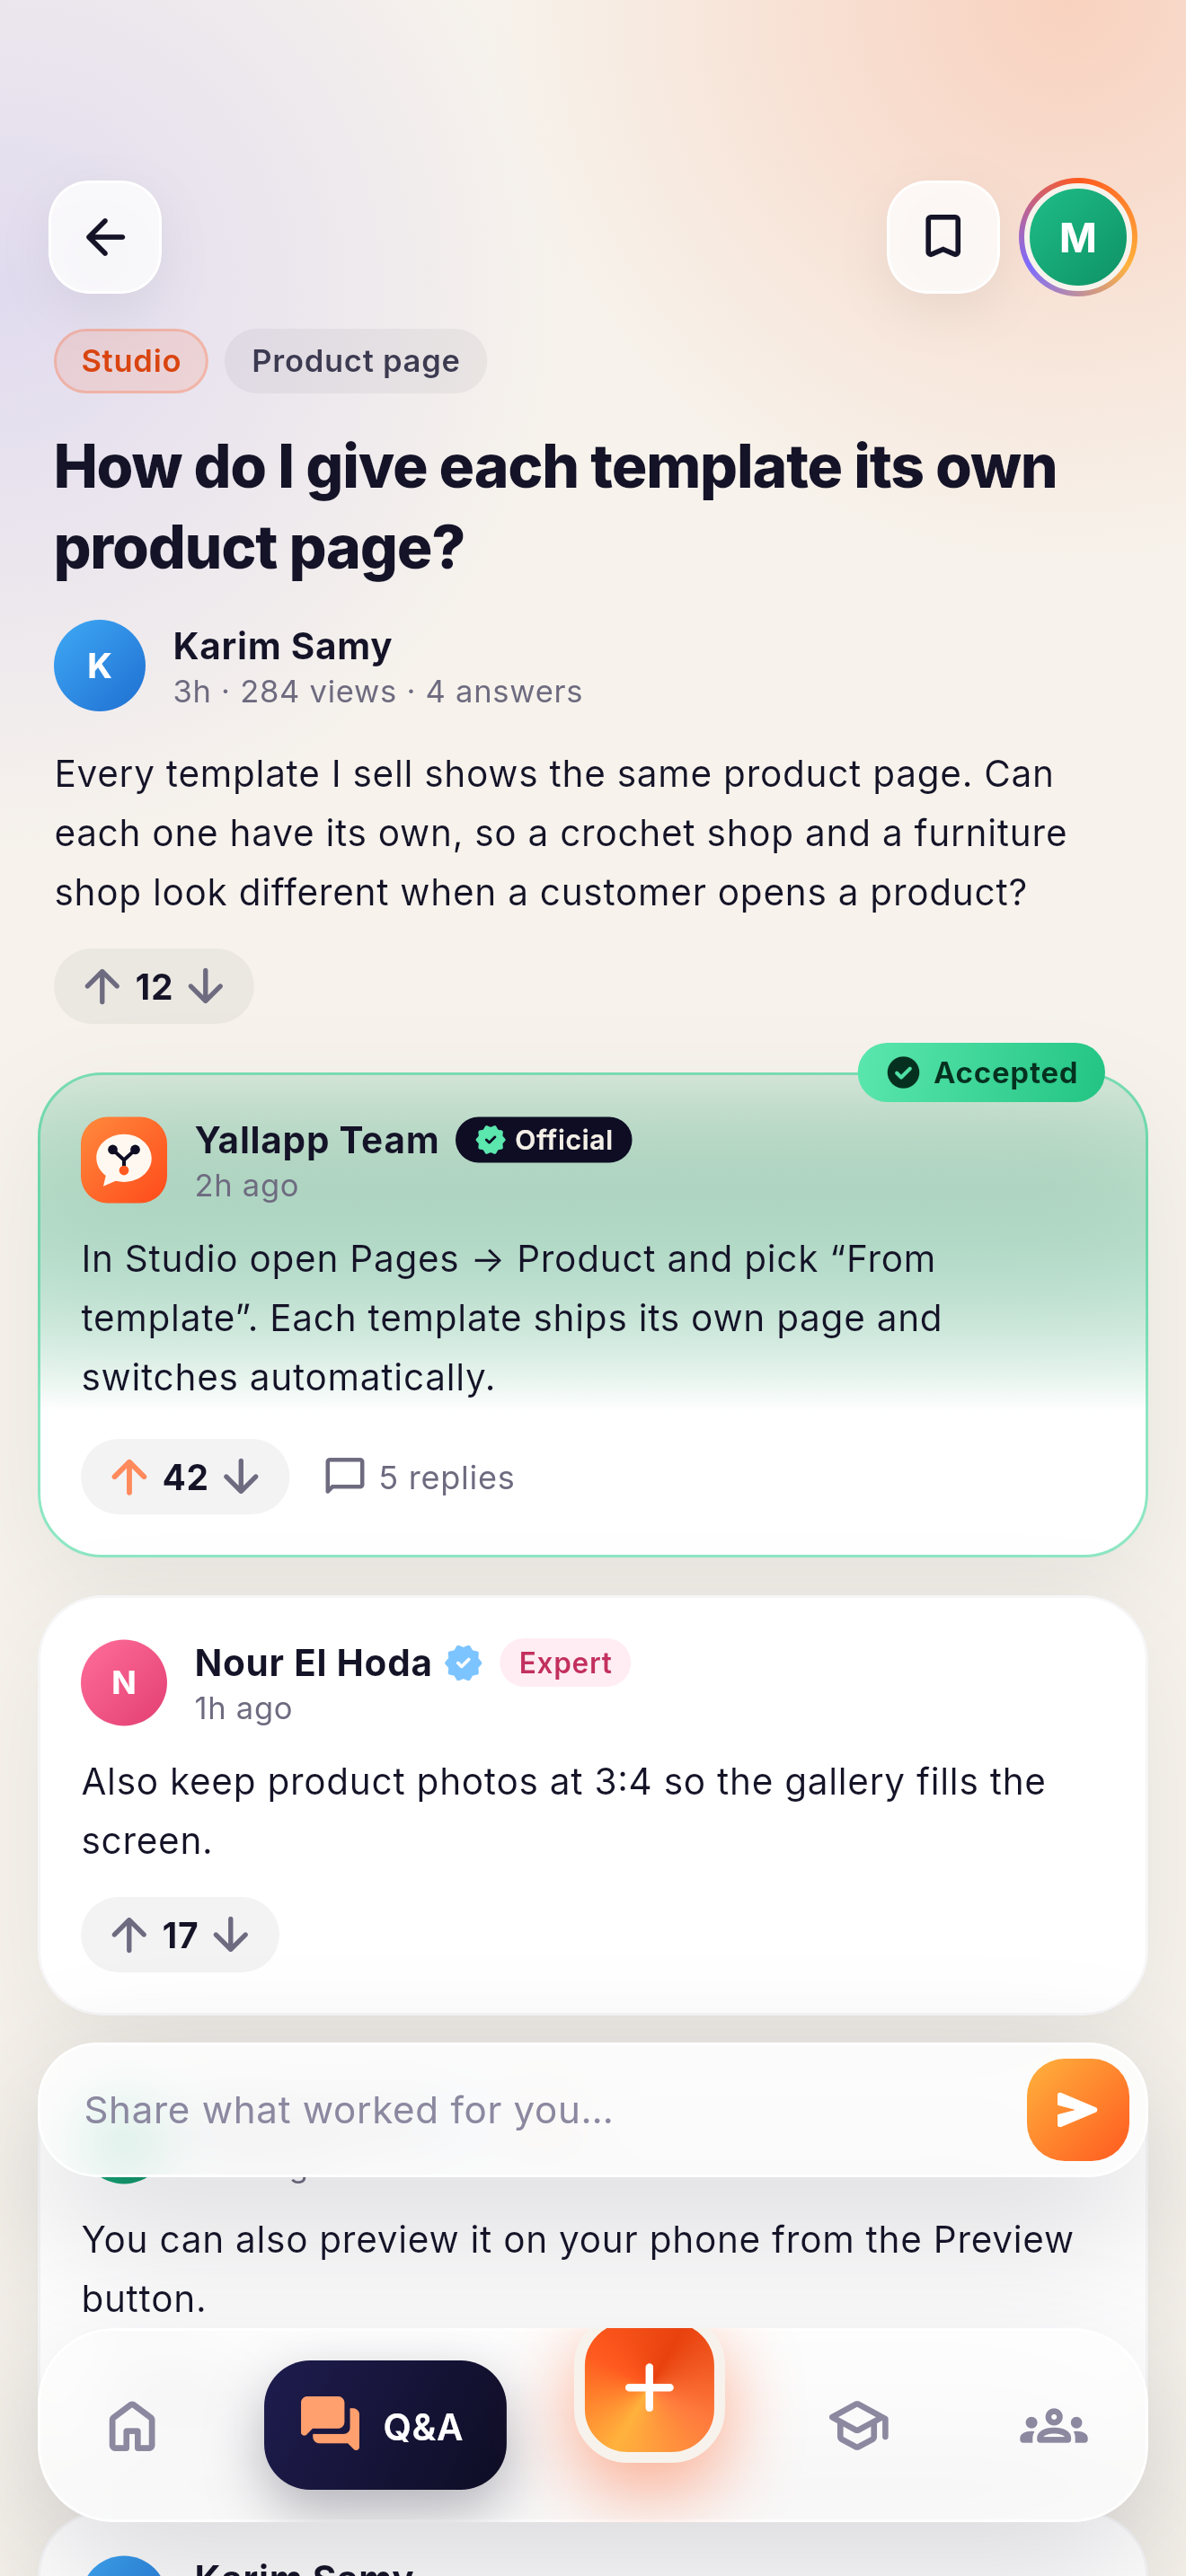 M
Studio
Product page
How do I give each template its own
product page?
K
Karim Samy
3h · 284 views · 4 answers
Every template I sell shows the same product page. Can
each one have its own, so a crochet shop and a furniture
shop look different when a customer opens a product?
12
Accepted
Yallapp Team
Official
2h ago
In Studio open Pages → Product and pick “From
template”. Each template ships its own page and
switches automatically.
42
5 replies
N
Nour El Hoda
Expert
1h ago
Also keep product photos at 3:4 so the gallery fills the
screen.
17
Share what worked for you...
You can also preview it on your phone from the Preview
button.
Q&A
Karim Samy